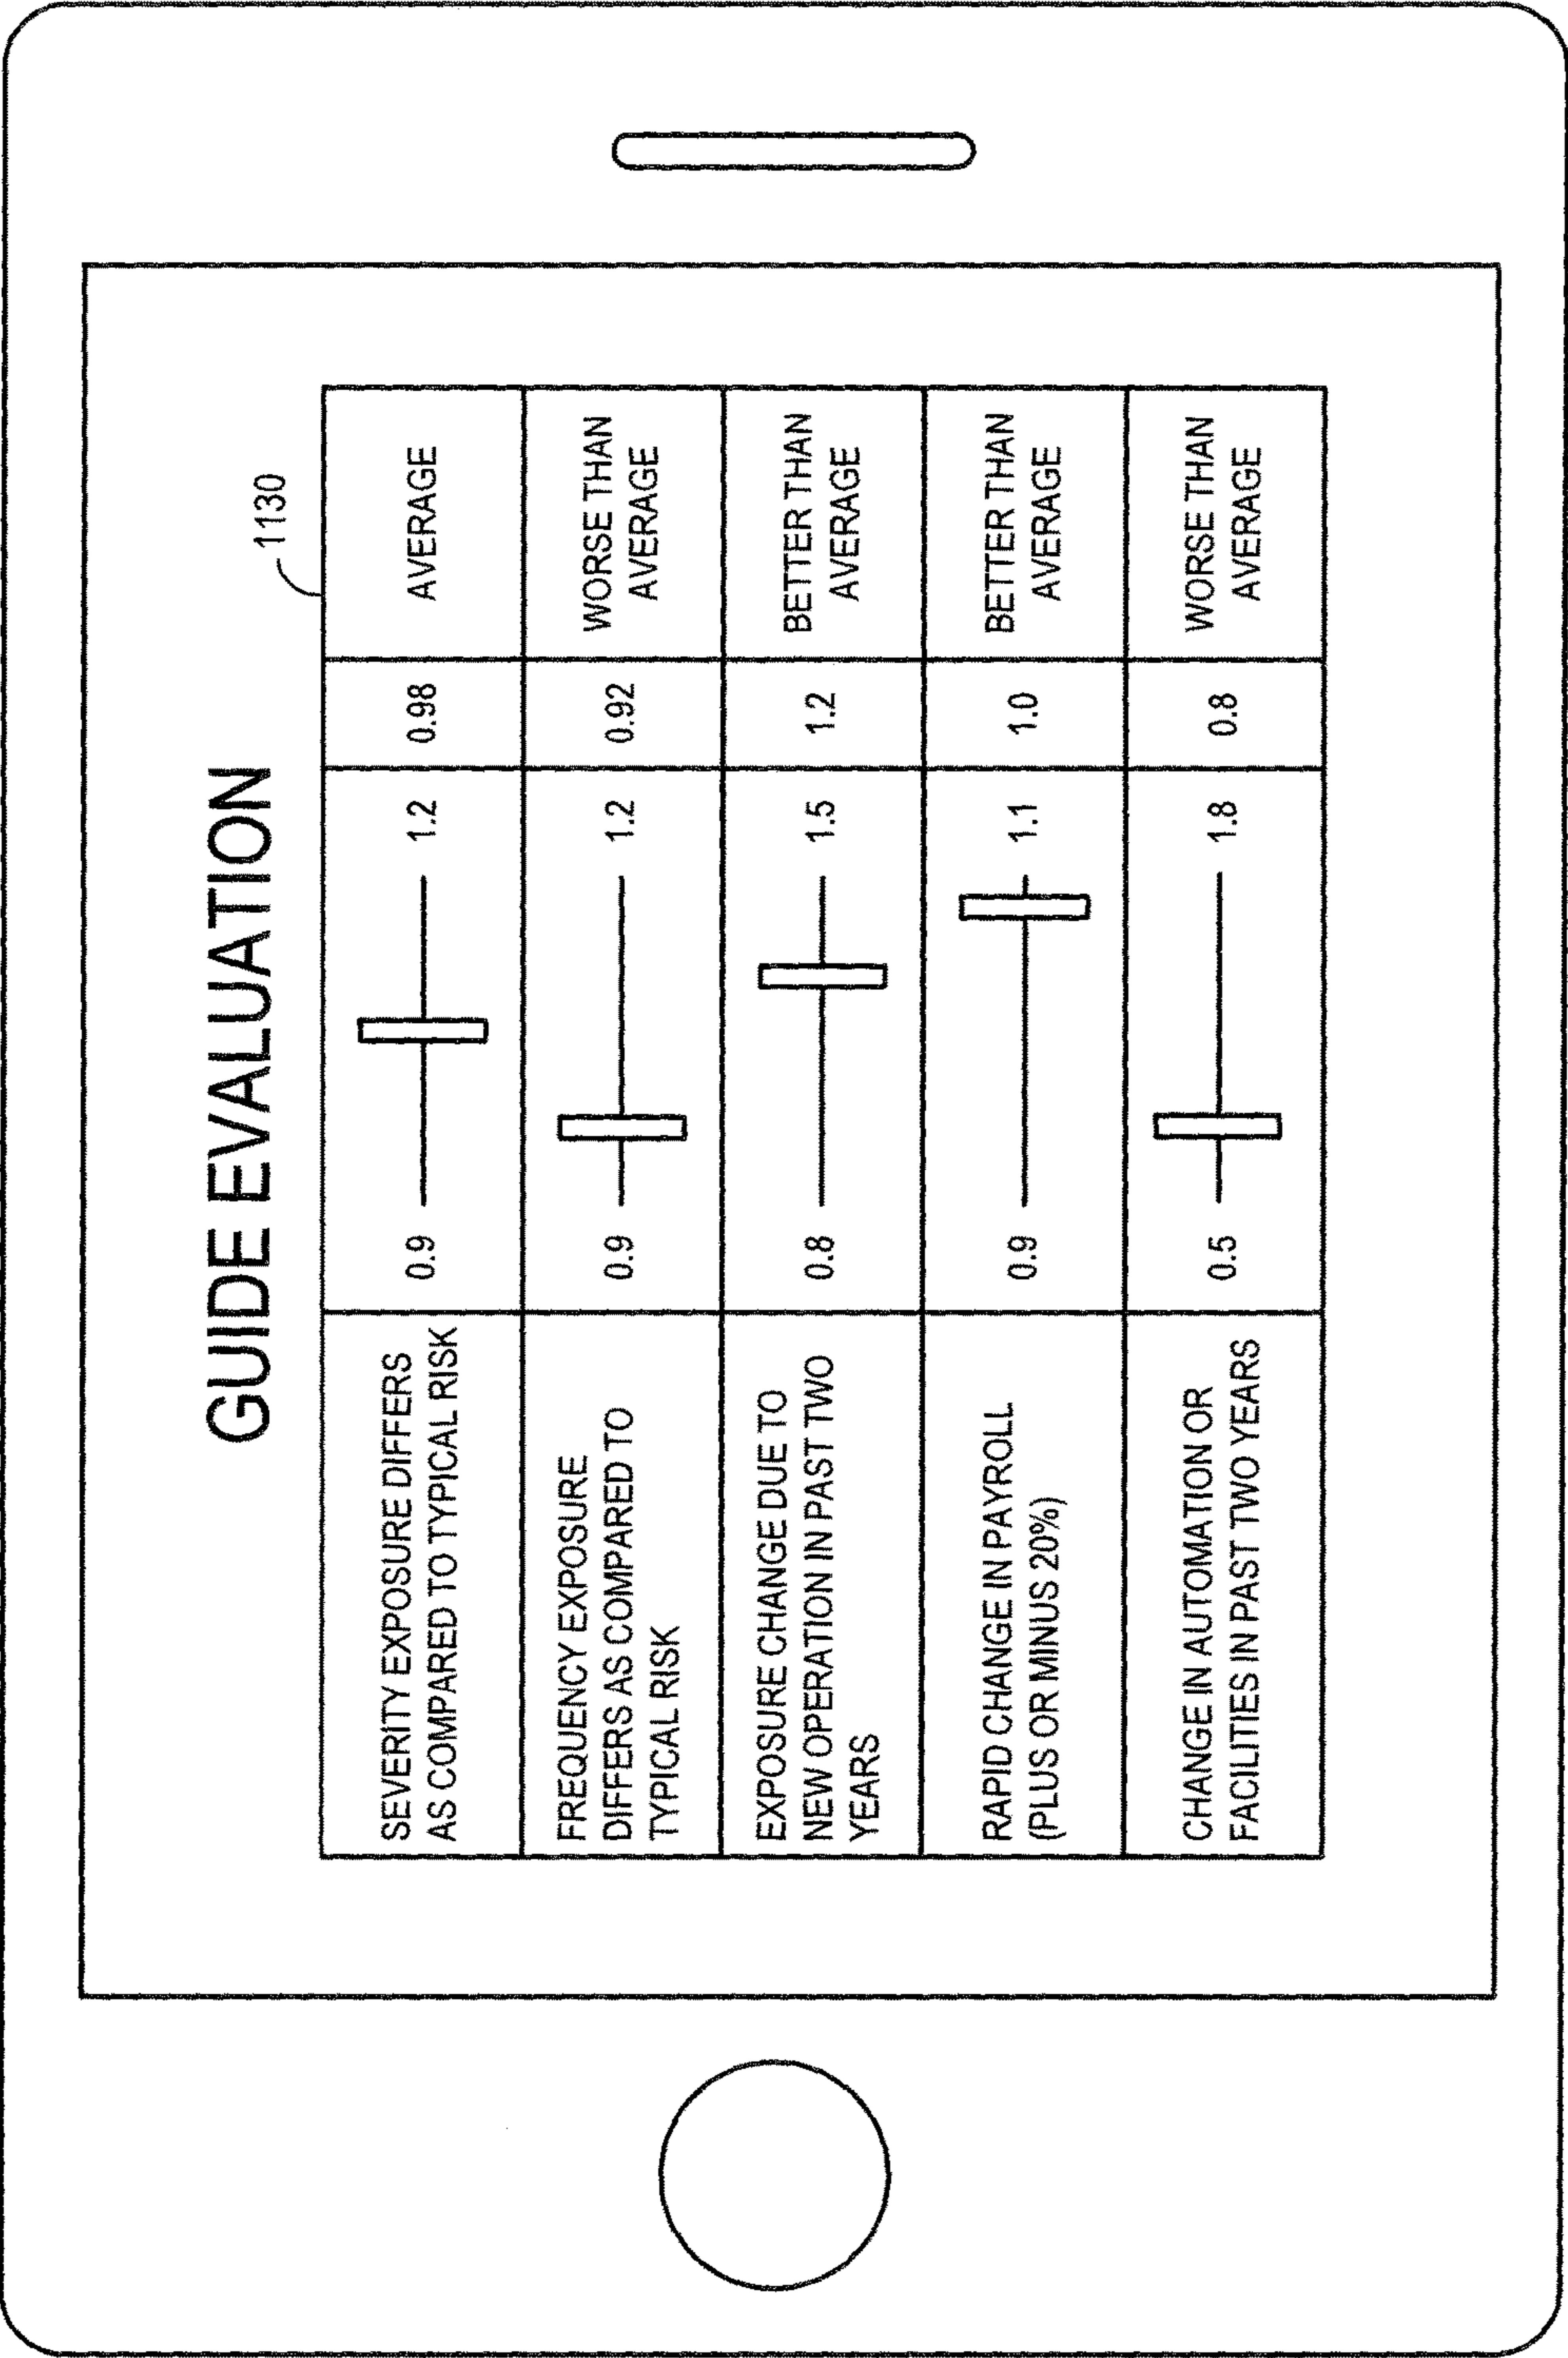 GUIDE EVALUATION
1130
SEVERITY EXPOSURE DIFFERS
AS COMPARED TO TYPICAL RISK
0.9
1.2
0.98
AVERAGE
FREQUENCY EXPOSURE
DIFFERS AS COMPARED TO
TYPICAL RISK
0.9
1.2
0.92
WORSE THAN
AVERAGE
EXPOSURE CHANGE DUE TO
NEW OPERATION IN PAST TWO
YEARS
0.8
1.5
1.2
BETTER THAN
AVERAGE
RAPID CHANGE IN PAYROLL
(PLUS OR MINUS 20%)
0.9
1.1
1.0
BETTER THAN
AVERAGE
CHANGE IN AUTOMATION OR
FACILITIES IN PAST TWO YEARS
0.5
1.8
0.8
WORSE THAN
AVERAGE